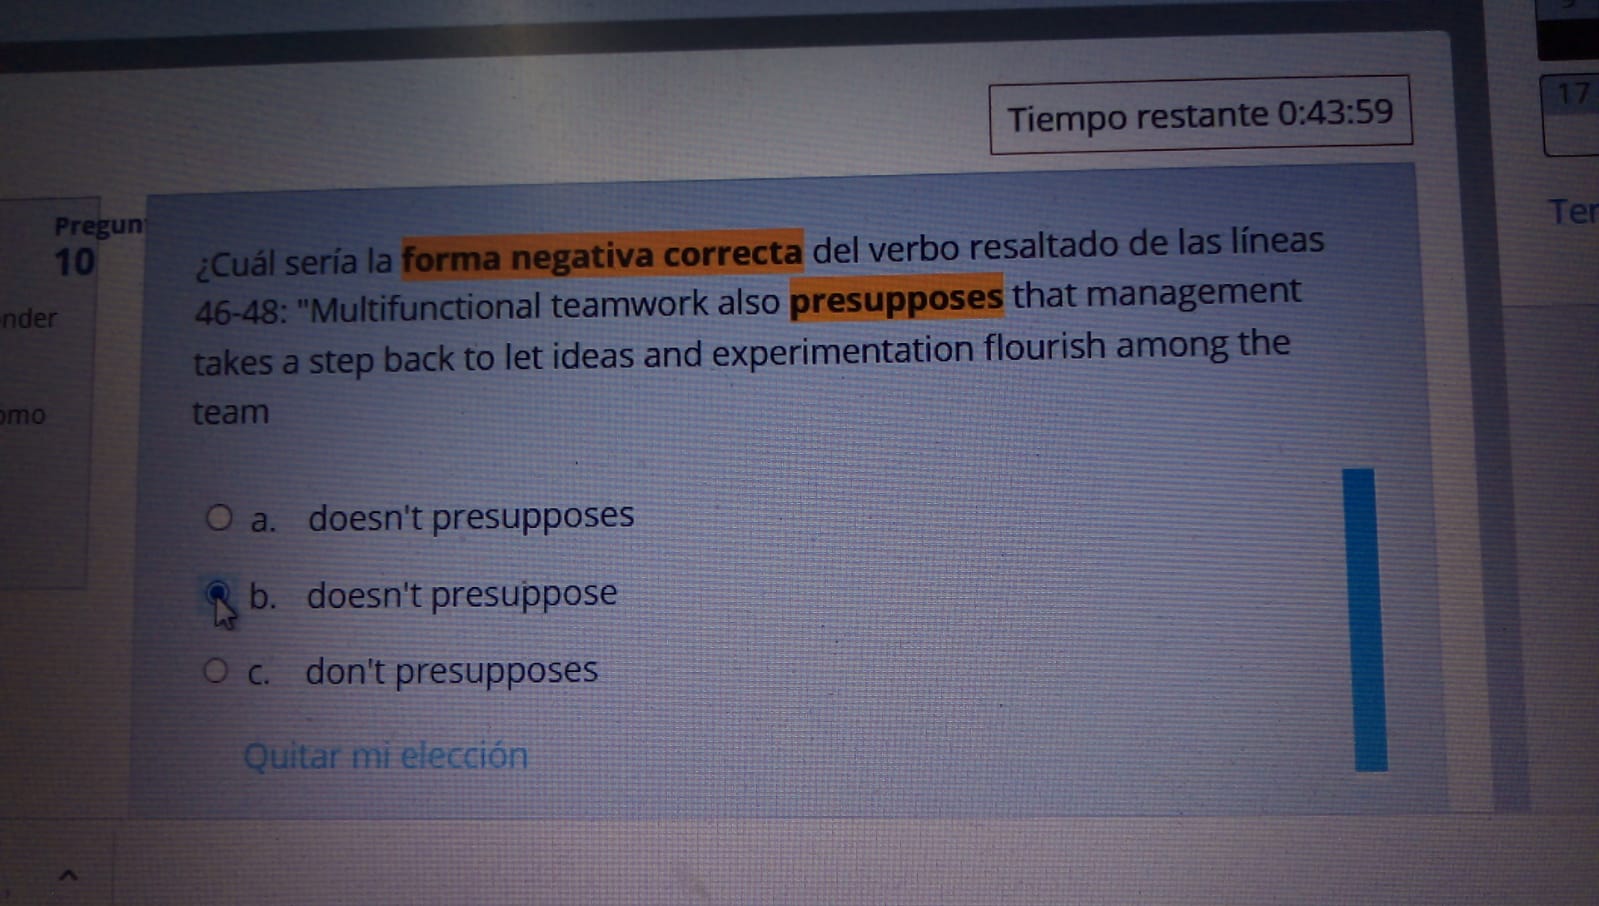 Tiempo restante 0:43:59
17
Pregun
10
nder
omo
¿Cuál sería la forma negativa correcta del verbo resaltado de las líneas
46-48: "Multifunctional teamwork also presupposes that management
takes a step back to let ideas and experimentation flourish among the
team
a. doesn't presupposes
b. doesn't presuppose
c. don't presupposes
Quitar mi elección
Ter